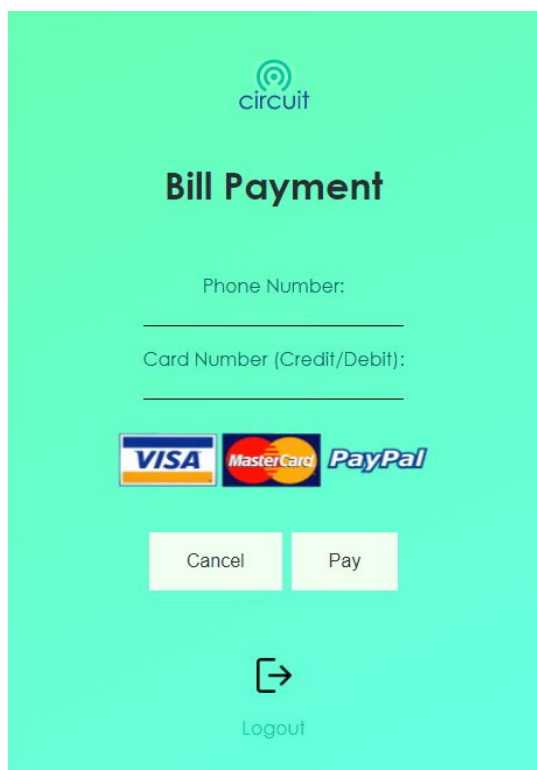 circuit
Bill Payment
Phone Number:
Card Number (Credit/Debit):
VISA MasterCard PayPal
Cancel Pay
Logout